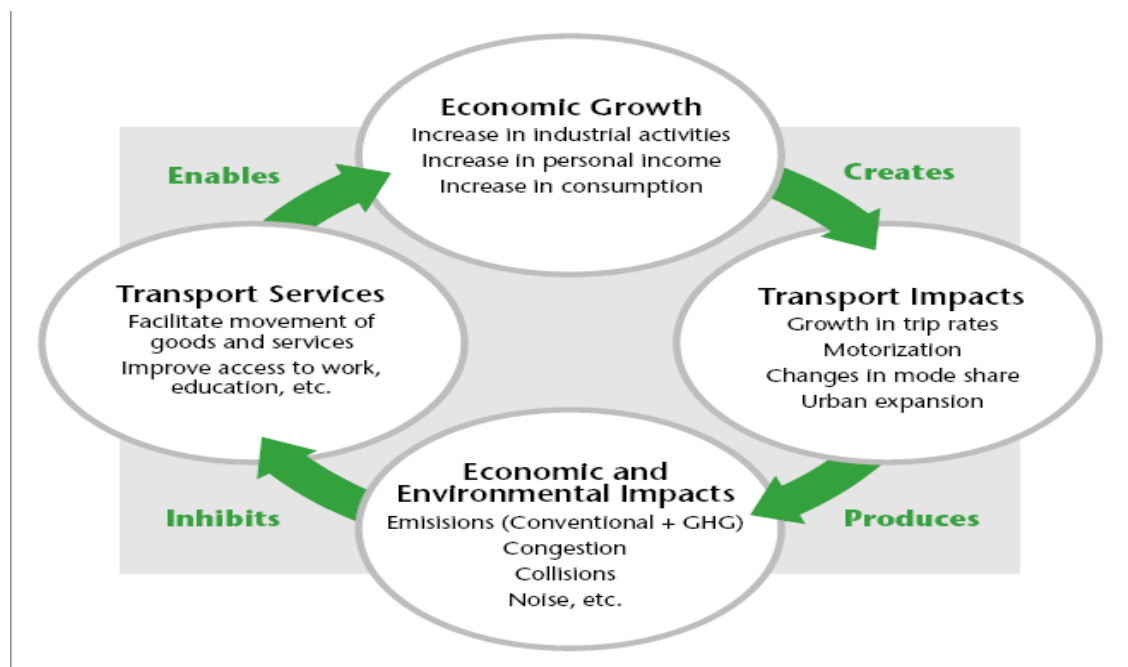 Economic Growth
Increase in industrial activities
Increase in personal income
Increase in consumption
Enables
Creates
Transport Services
Facilitate movement of
goods and services
Improve access to work,
education, etc.
Transport Impacts
Growth in trip rates
Motorization
Changes in mode share
Urban expansion
Economic and
Environmental Impacts
Emisisions (Conventional + GHG)
Congestion
Collisions
Noise, etc.
Inhibits
Produces